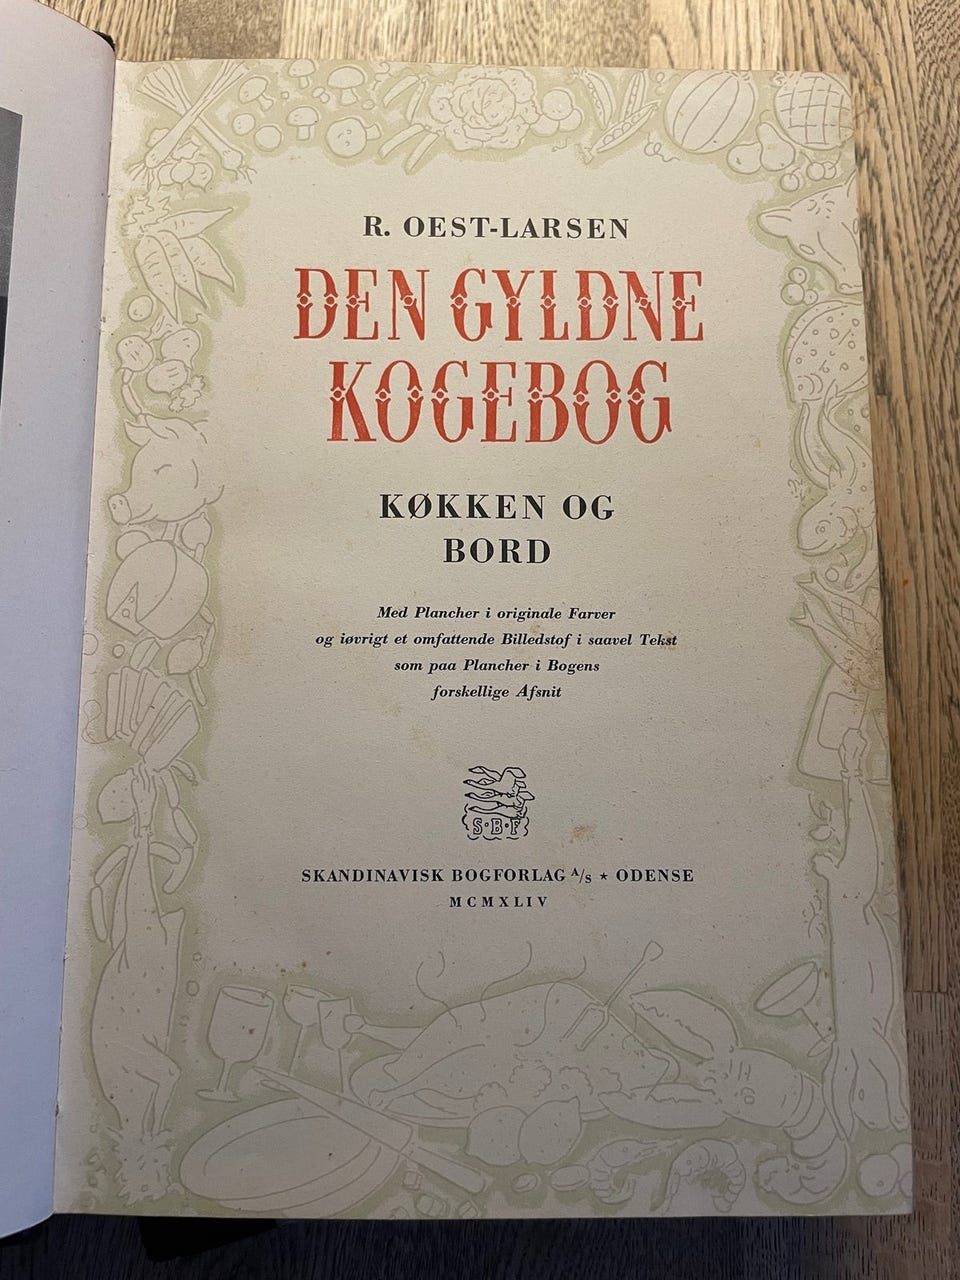 R. OEST-LARSEN
DEN GYLDNE
KOGEBOG
KØKKEN OG
BORD
Med Plancher i originale Farver
og iøvrigt et omfattende Billedstof i saavel Tekst
som paa Plancher i Bogens
forskellige Afsnit
S·B·F
SKANDINAVISK BOGFORLAG A/S ★ ODENSE
MCMXLIV